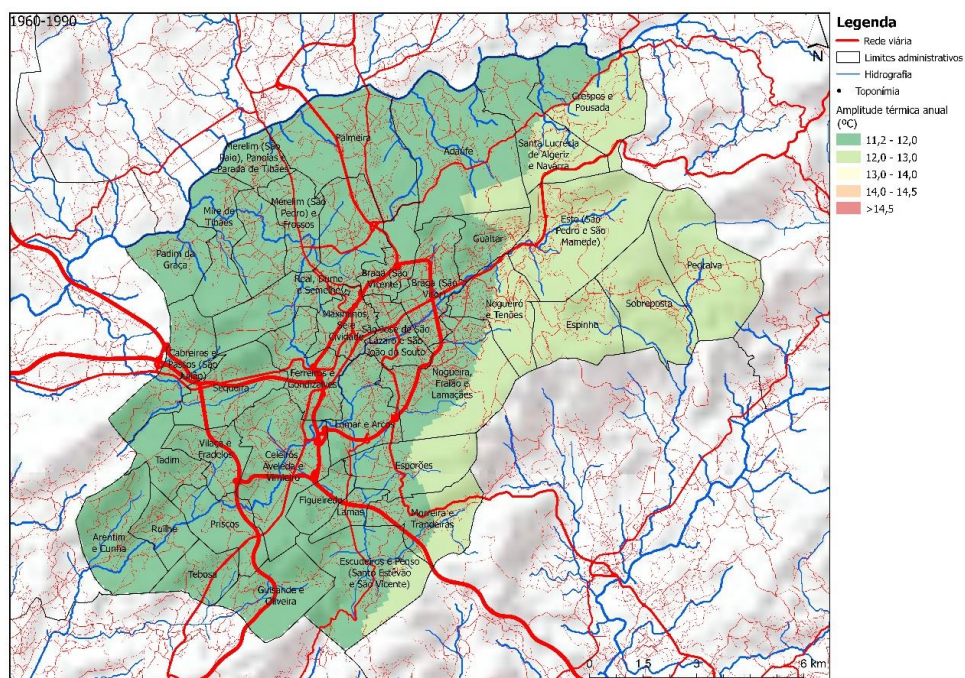 1960-1990
N
Crespos e
Pousada
Palmeira
Merelim (São
Paio), Panoias e
Parada de Tibães
Adaúfe
Santa Lucrécia
de Algeriz e
Navarra
Mire de
Tibães
Merelim (São
Pedro) e
Frossos
Este (São
Pedro e São
Mamede)
Gualtar
Padim da
Graça
Pedralva
Braga (São
Vicente)
Real, Dume
e Semelhe
Braga (São
Vítor)
Nogueiró
e Tenões
Sobreposta
Maximinos,
Sé e
Cividade
Espinho
São José de São
Lázaro e São
João do Souto
Cabreiros e
Passos (São
Julião)
Ferreiros e
Gondizalves
Nogueira,
Fraião e
Lamaçães
Sequeira
Lomar e Arcos
Vilaça e
Fradelos
Tadim
Celeirós,
Aveleda e
Vimieiro
Esporões
Figueiredo
Lamas
Morreira e
Trandeiras
Ruilhe
Priscos
Arentim
e Cunha
Escudeiros e Penso
(Santo Estêvão
e São Vicente)
Tebosa
Guisande e
Oliveira
0 1,5 3 6 km
Legenda
Rede viária
Limites administrativos
Hidrografia
Toponímia
Amplitude térmica anual
(ºC)
11,2 - 12,0
12,0 - 13,0
13,0 - 14,0
14,0 - 14,5
>14,5